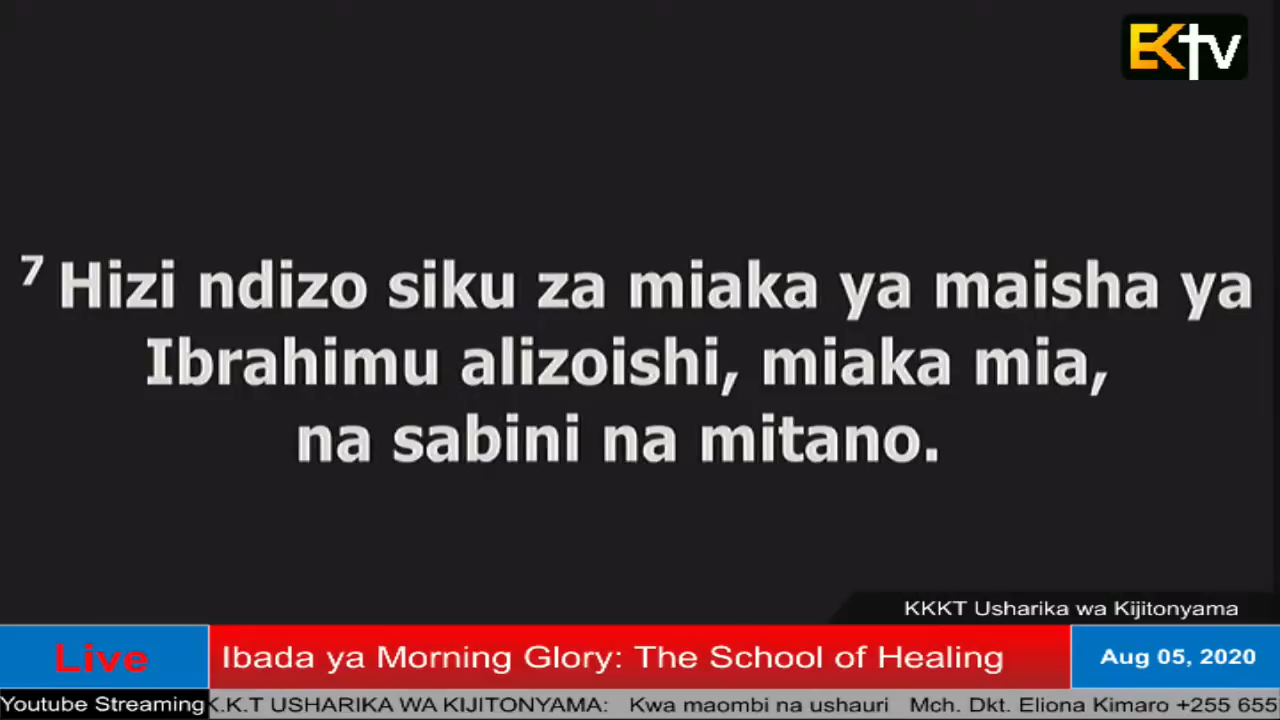 EKTV
7 Hizi ndizo siku za miaka ya maisha ya
Ibrahimu alizoishi, miaka mia,
na sabini na mitano.
KKKT Usharika wa Kijitonyama
Live
Ibada ya Morning Glory: The School of Healing
Aug 05, 2020
Youtube Streaming
K.K.T USHARIKA WA KIJITONYAMA: Kwa maombi na ushauri Mch. Dkt. Eliona Kimaro +255 655